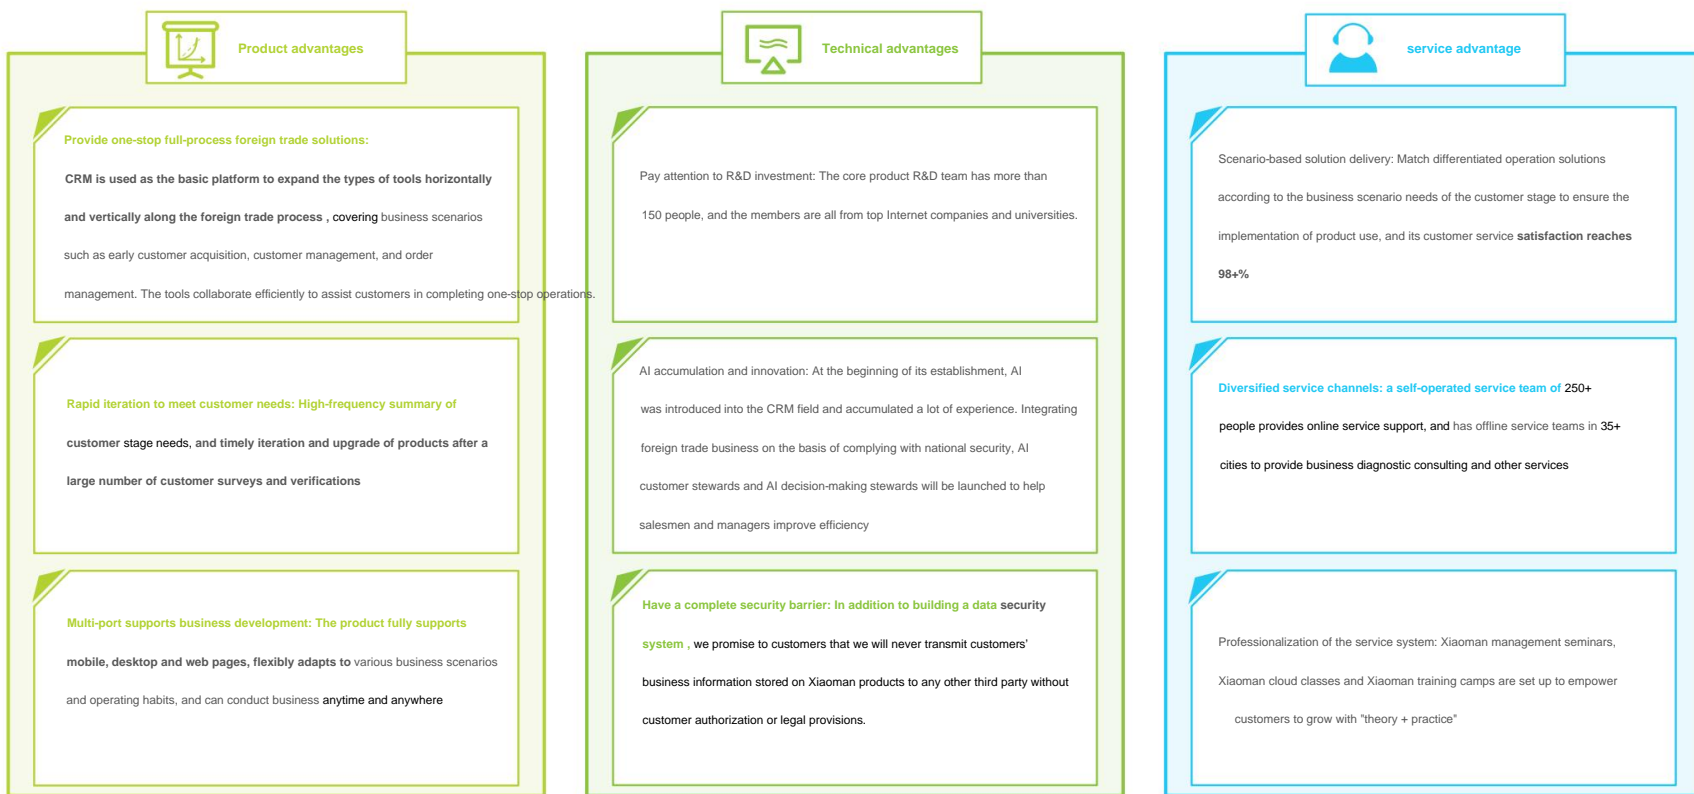 Product advantages
Provide one-stop full-process foreign trade solutions:
CRM is used as the basic platform to expand the types of tools horizontally
and vertically along the foreign trade process , covering business scenarios
such as early customer acquisition, customer management, and order
management. The tools collaborate efficiently to assist customers in completing one-stop operations.
Rapid iteration to meet customer needs: High-frequency summary of
customer stage needs, and timely iteration and upgrade of products after a
large number of customer surveys and verifications
Multi-port supports business development: The product fully supports
mobile, desktop and web pages, flexibly adapts to various business scenarios
and operating habits, and can conduct business anytime and anywhere
Technical advantages
Pay attention to R&D investment: The core product R&D team has more than
150 people, and the members are all from top Internet companies and universities.
AI accumulation and innovation: At the beginning of its establishment, AI
was introduced into the CRM field and accumulated a lot of experience. Integrating
foreign trade business on the basis of complying with national security, AI
customer stewards and AI decision-making stewards will be launched to help
salesmen and managers improve efficiency
Have a complete security barrier: In addition to building a data security
system , we promise to customers that we will never transmit customers'
business information stored on Xiaoman products to any other third party without
customer authorization or legal provisions.
service advantage
Scenario-based solution delivery: Match differentiated operation solutions
according to the business scenario needs of the customer stage to ensure the
implementation of product use, and its customer service satisfaction reaches
98+%
Diversified service channels: a self-operated service team of 250+
people provides online service support, and has offline service teams in 35+
cities to provide business diagnostic consulting and other services
Professionalization of the service system: Xiaoman management seminars,
Xiaoman cloud classes and Xiaoman training camps are set up to empower
customers to grow with "theory + practice"